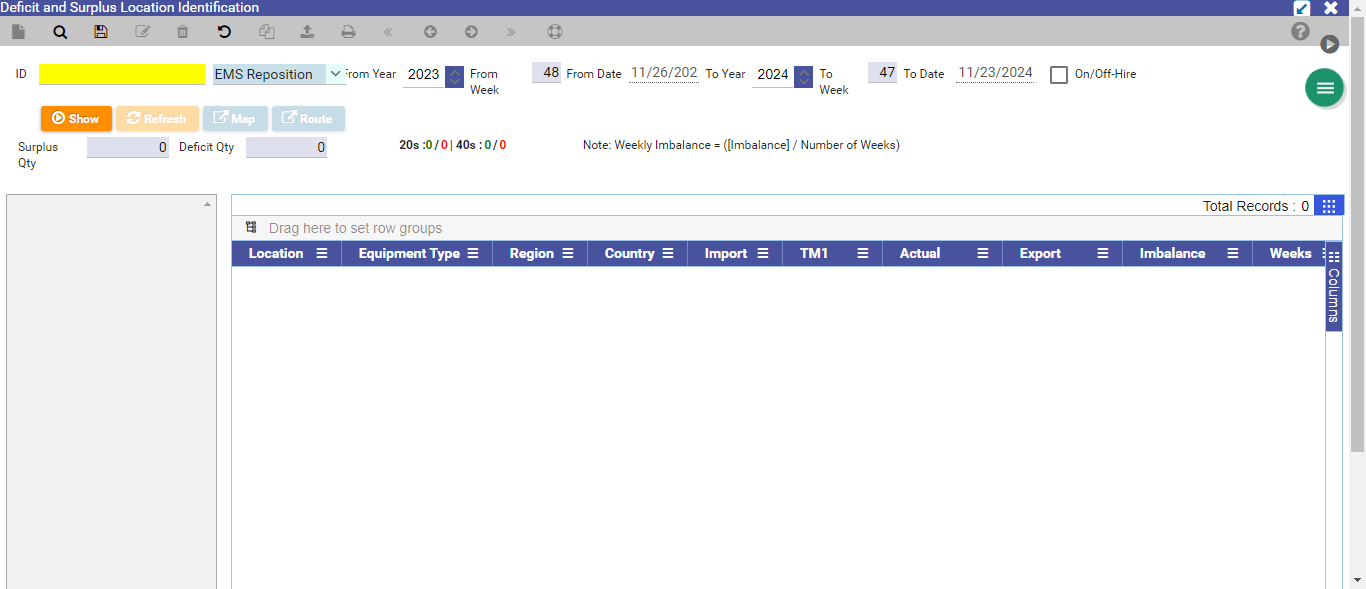 Deficit and Surplus Location Identification
ID EMS Reposition From Year 2023 From Week 48 From Date 11/26/202 To Year 2024 To Week 47 To Date 11/23/2024 On/Off-Hire
Show Refresh Map Route
Surplus Qty 0 Deficit Qty 0 20s :0 / 0 | 40s : 0 / 0 Note: Weekly Imbalance = ([Imbalance] / Number of Weeks)
Total Records : 0
Drag here to set row groups
Location Equipment Type Region Country Import TM1 Actual Export Imbalance Weeks
Columns